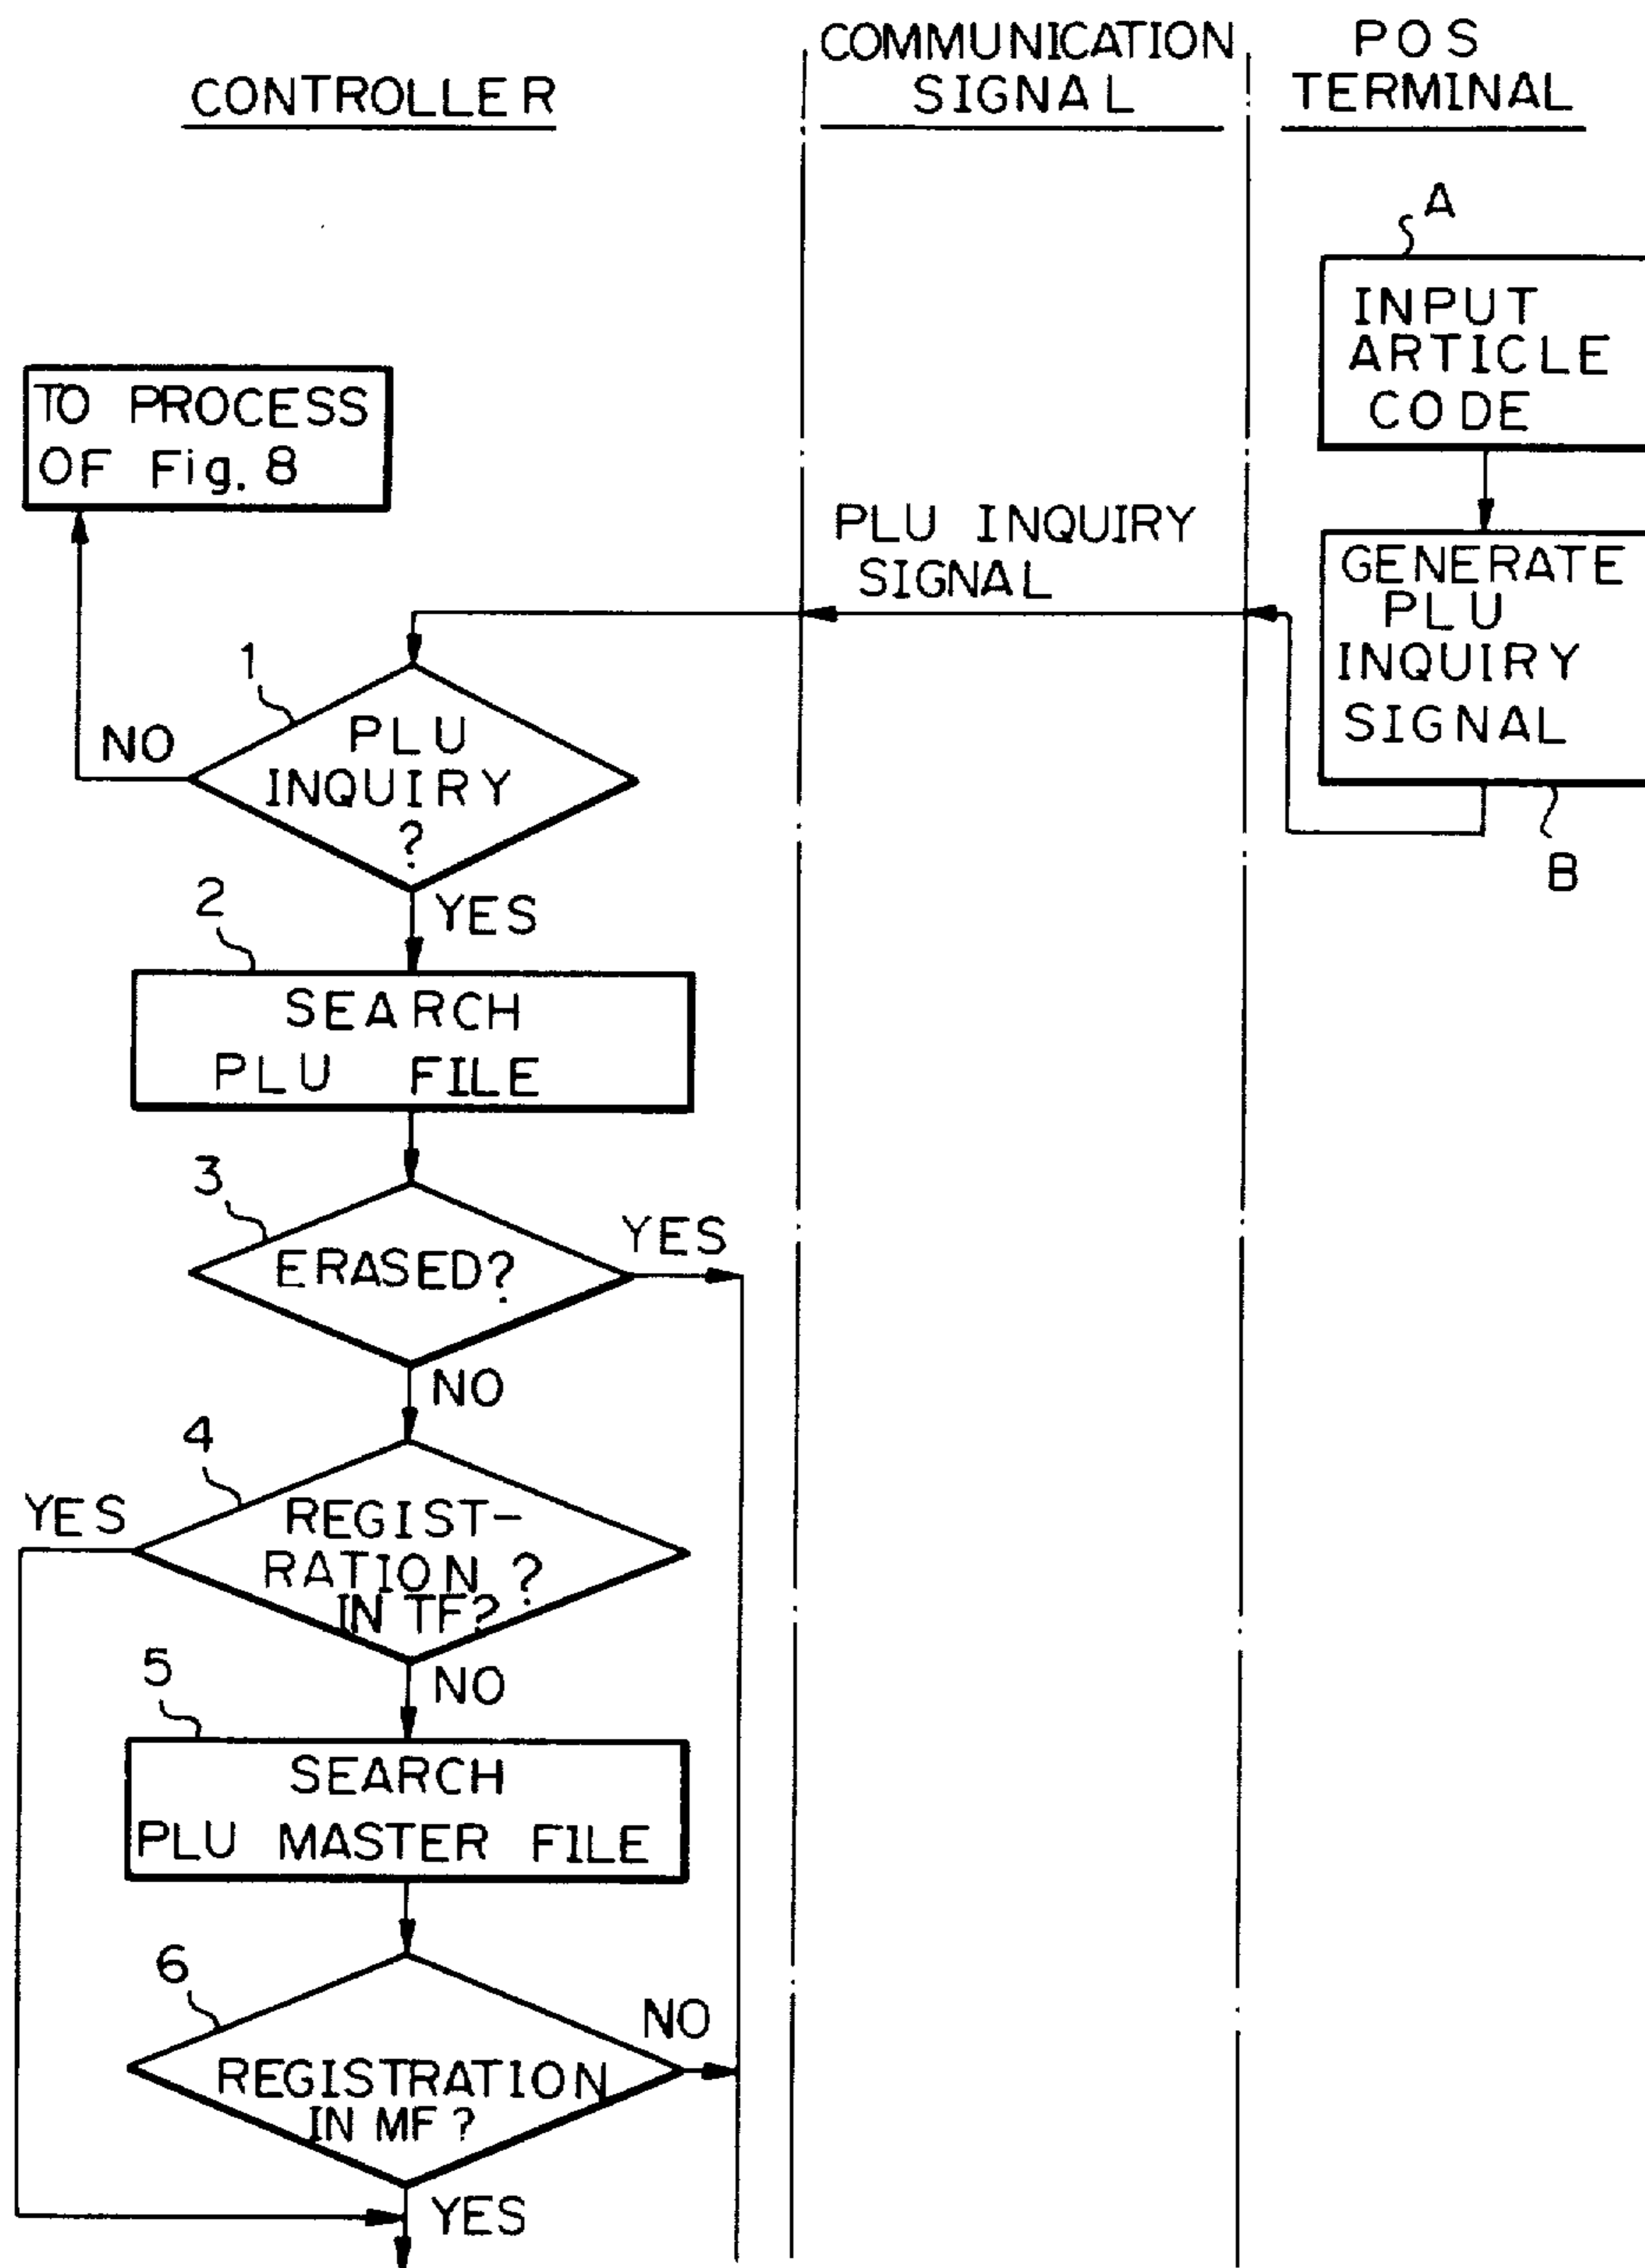 CONTROLLER
COMMUNICATION
SIGNAL
POS
TERMINAL
A
INPUT
ARTICLE
CODE
TO PROCESS
OF Fig. 8
PLU INQUIRY
SIGNAL
GENERATE
PLU
INQUIRY
SIGNAL
B
1
NO
PLU
INQUIRY
?
YES
2
SEARCH
PLU FILE
3
YES
ERASED?
NO
4
YES
REGIST-
RATION ?
IN TF?
NO
5
SEARCH
PLU MASTER FILE
6
NO
REGISTRATION
IN MF ?
YES